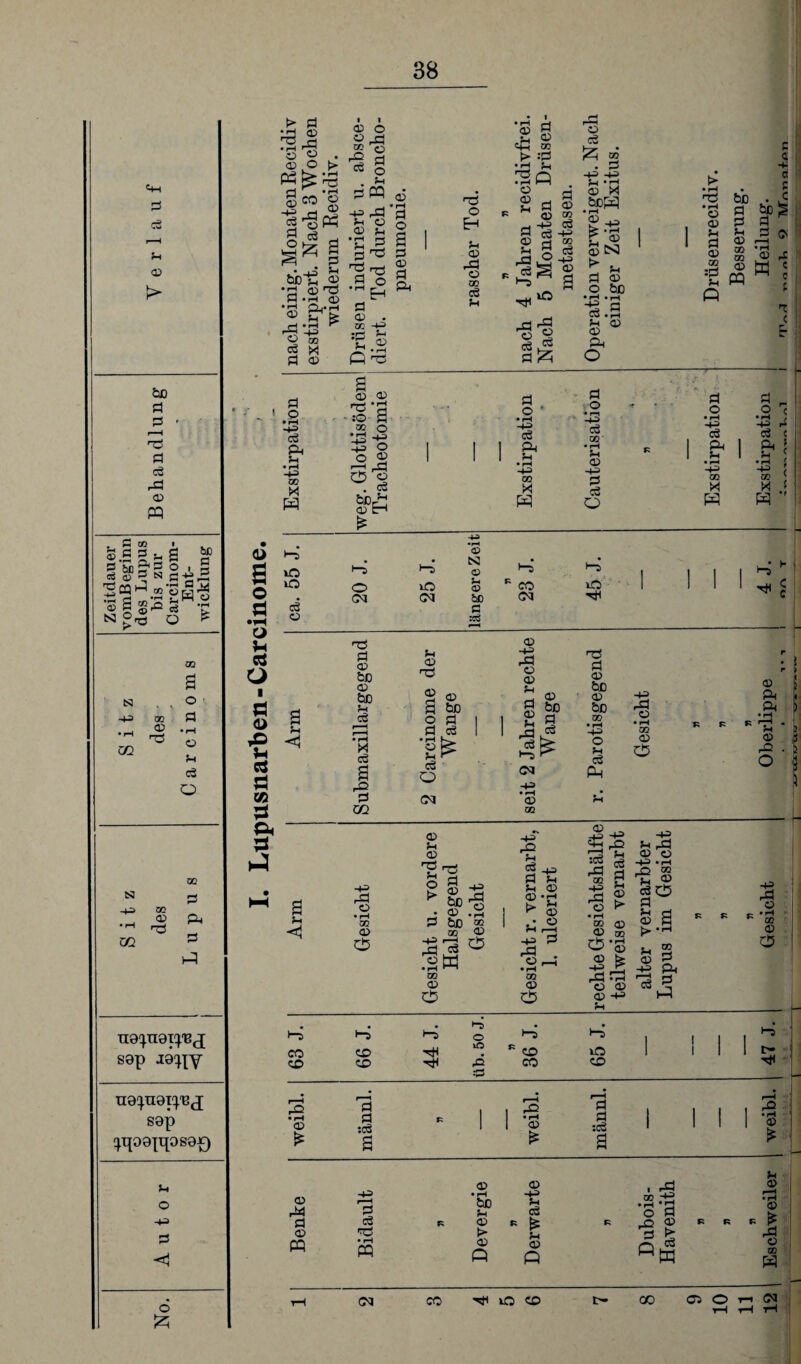 38
I. Lupusnarben-Carcinome.
No. | Autor | Geschlecht des Patienten | Alter des Patienten | Sitz des Lupus | Sitz des Carcinoms | Zeitdauer vom Beginn des Lupus bis zur Carcinom-Entwicklung | Behandlung | Verlauf
1 | Benke | weibl. | 63 J. | Arm | Arm | ca. 55 J. | Exstirpation | nach einig. Monaten Recidiv exstirpiert. Nach 3 Wochen wiederum Recidiv.
2 | Bidault | männl. | 66 J. | Gesicht | Submaxillargegend | 20 J. | weg. Glottisödem Tracheotomie | Drüsen induriert u. abscediert. Tod durch Bronchopneumonie.
3 | „ | „ | 44 J. | Gesicht u. vordere Halsgegend | 2 Carcinome der Wange | 25 J. | — | —
4 | Devergie | — | üb. 50 J. | Gesicht | — | längere Zeit | — | rascher Tod.
5 | „ | — | „ | — | — | „ | —
6 | Derwarte | weibl. | 36 J. | Gesicht r. vernarbt, l. ulceriert | seit 2 Jahren rechte Wange | 23 J. | Exstirpation | nach 4 Jahren recidifrei. Nach 5 Monaten Drüsenmetastasen.
7 | „ | männl. | 65 J. | rechte Gesichtshälfte teilweise vernarbt | r. Parotisgegend | 45 J. | Cauterisation | Operation verweigert. Nach einiger Zeit Exitus.
8 | Dubois-Havenith | — | — | alter vernarbter Lupus im Gesicht | Gesicht | — | „ | —
9 | „ | — | — | „ | „ | — | — | —
10 | „ | — | — | „ | „ | — | Exstirpation | Drüsenrecidiv.
11 | „ | — | — | „ | „ | — | — | Besserung.
12 | Eschweiler | weibl. | 47 J. | Gesicht | Oberlippe | 4 J. | Exstirpation | Heilung.